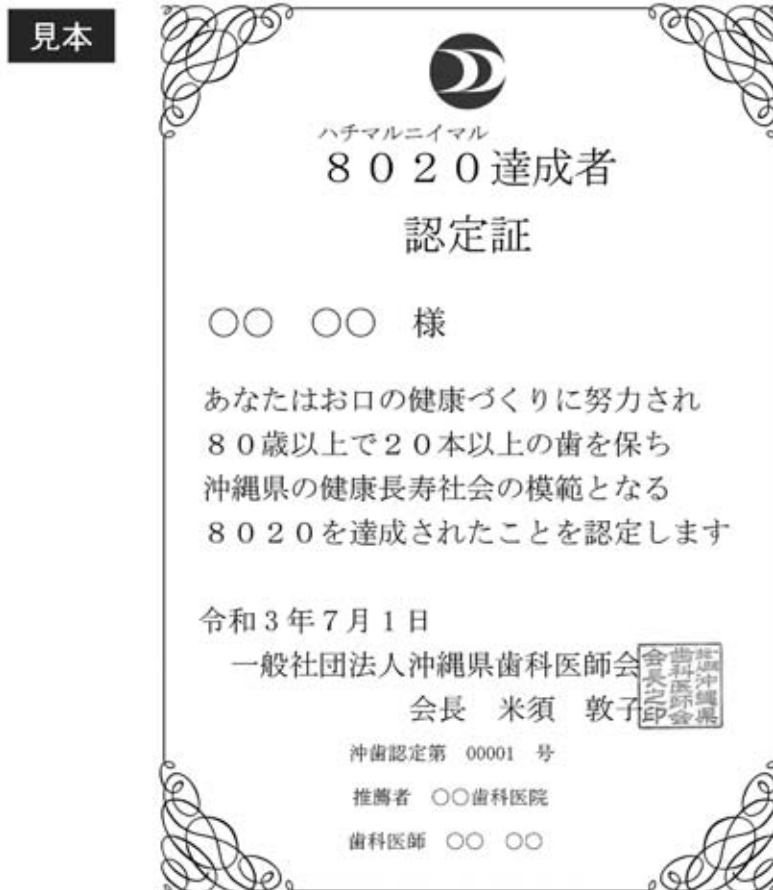 見本
ハチマルニイマル
8020達成者
認定証
○○ ○○ 様
あなたはお口の健康づくりに努力され
80歳以上で20本以上の歯を保ち
沖縄県の健康長寿社会の模範となる
8020を達成されたことを認定します
令和3年7月1日
一般社団法人沖縄県歯科医師会
会長 米須 敦子
沖縄県
歯科医師会
会長之印
沖歯認定第 00001 号
推薦者 ○○歯科医院
歯科医師 ○○ ○○